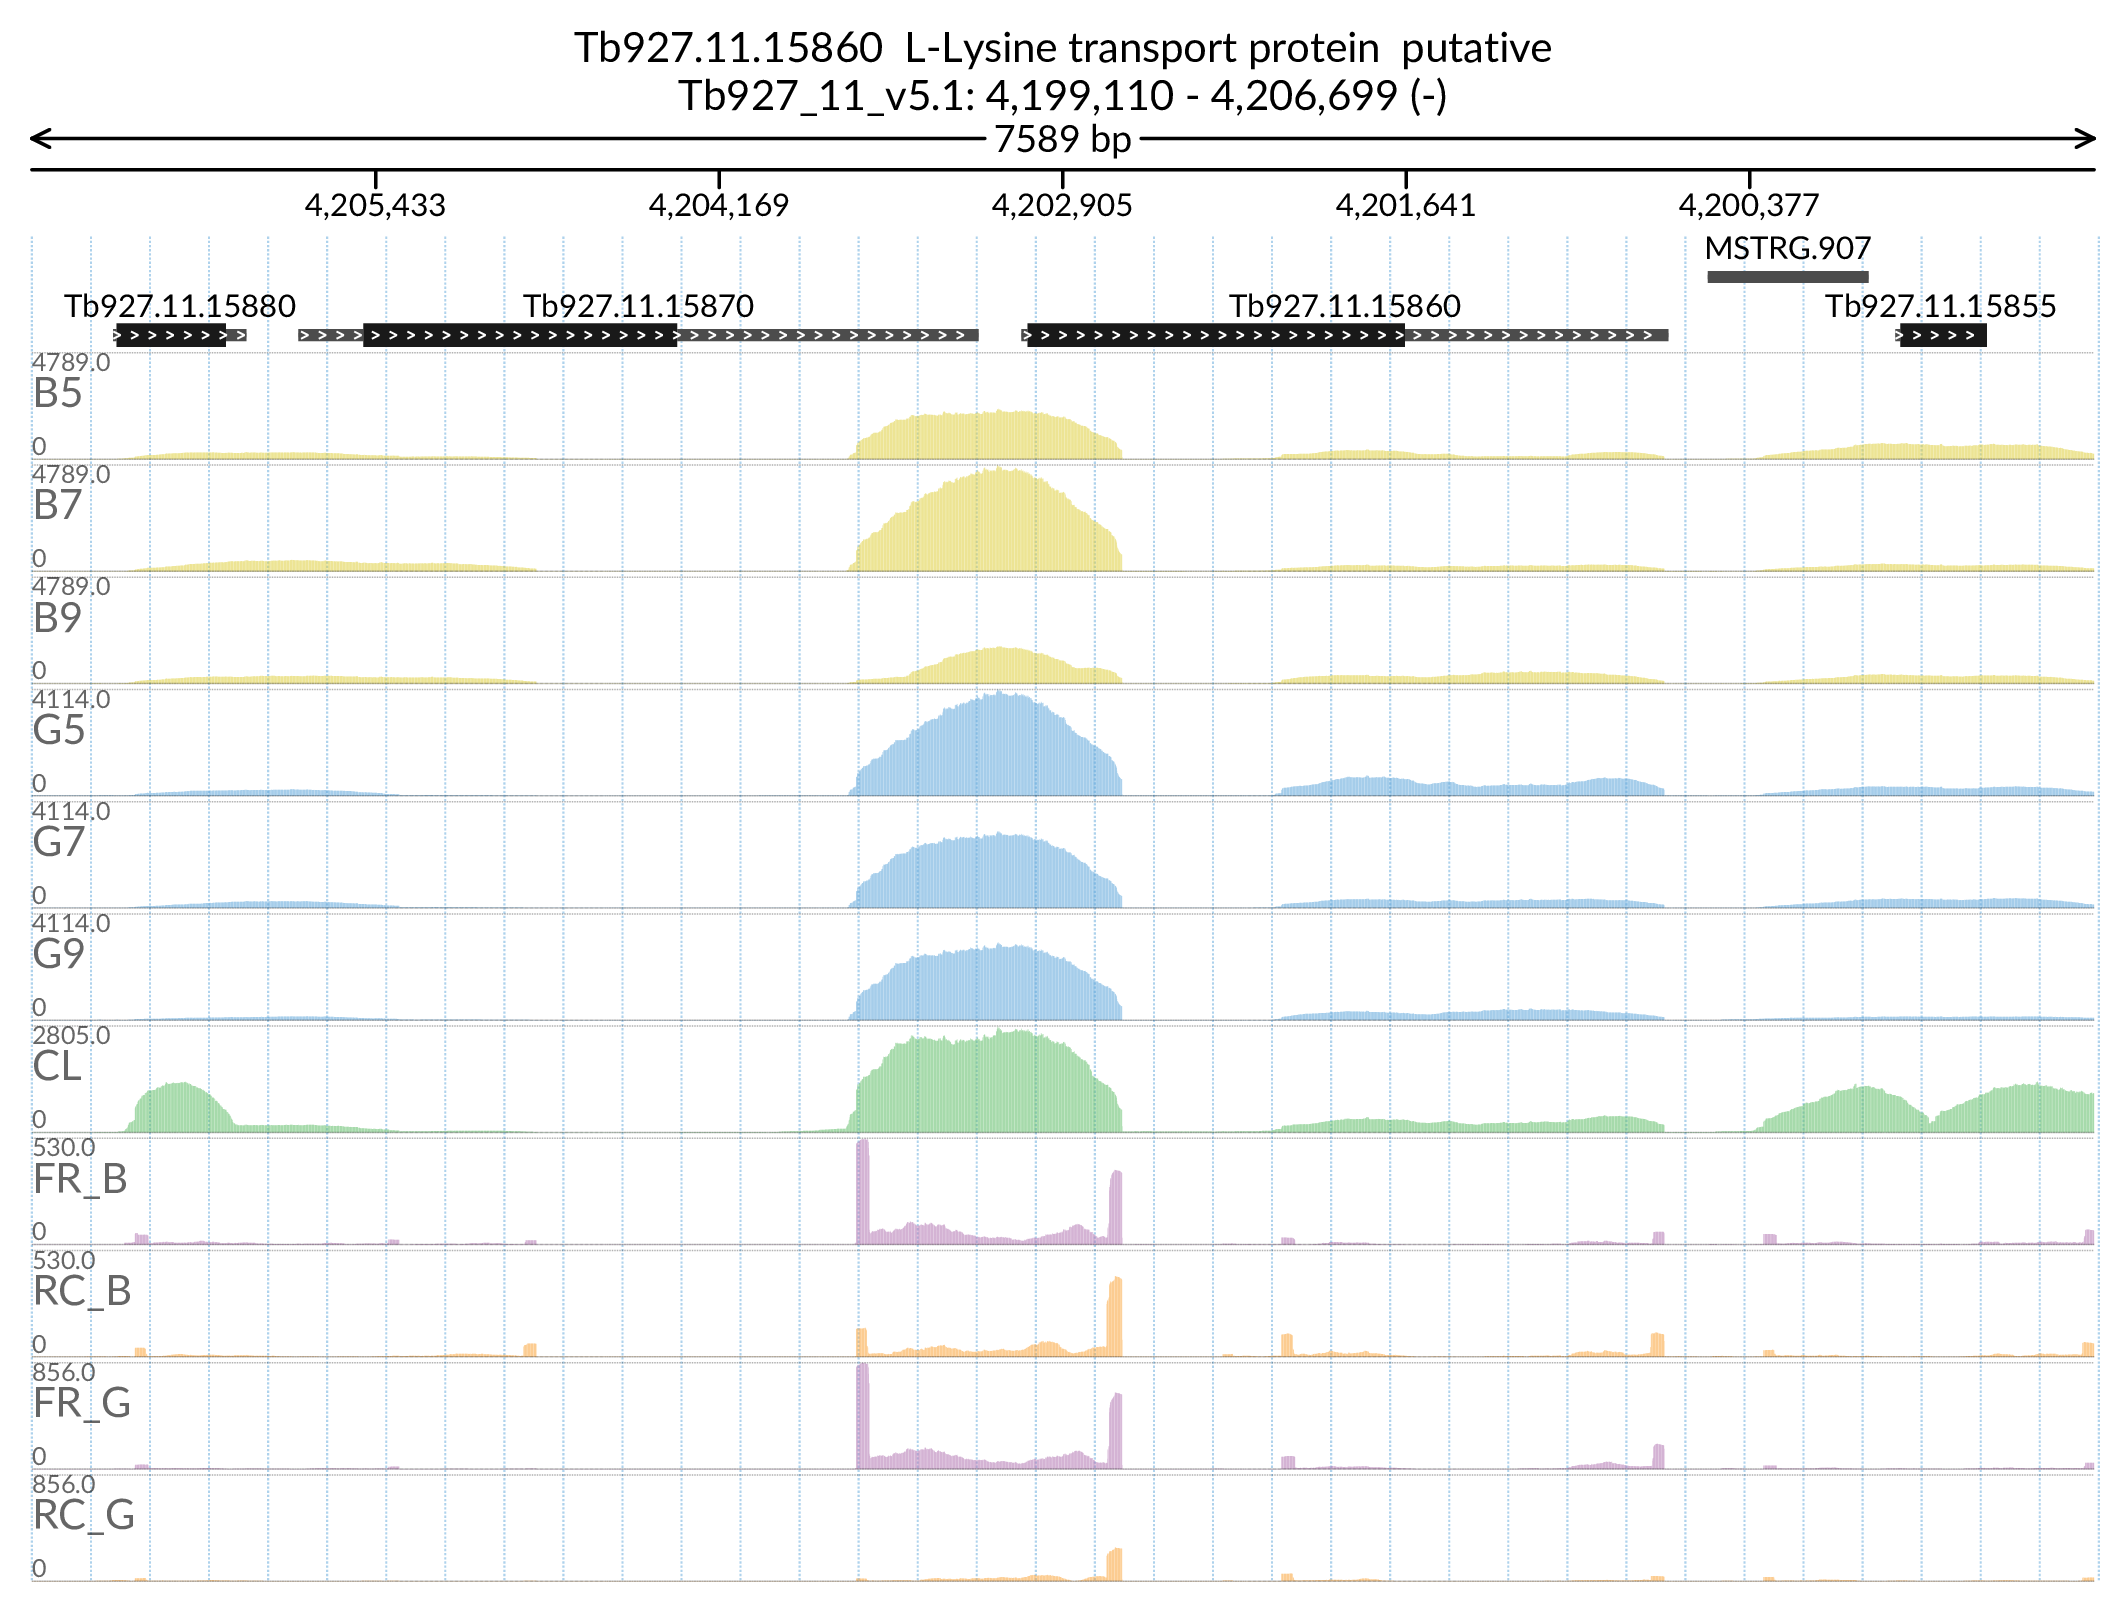 Tb927.11.15860  L-Lysine transport protein  putative
Tb927_11_v5.1: 4,199,110 - 4,206,699 (-)
7589 bp
4,205,433 4,204,169 4,202,905 4,201,641 4,200,377
MSTRG.907
Tb927.11.15880 Tb927.11.15870 Tb927.11.15860 Tb927.11.15855
4789.0
B5
0
4789.0
B7
0
4789.0
B9
0
4114.0
G5
0
4114.0
G7
0
4114.0
G9
0
2805.0
CL
0
530.0
FR_B
0
530.0
RC_B
0
856.0
FR_G
0
856.0
RC_G
0